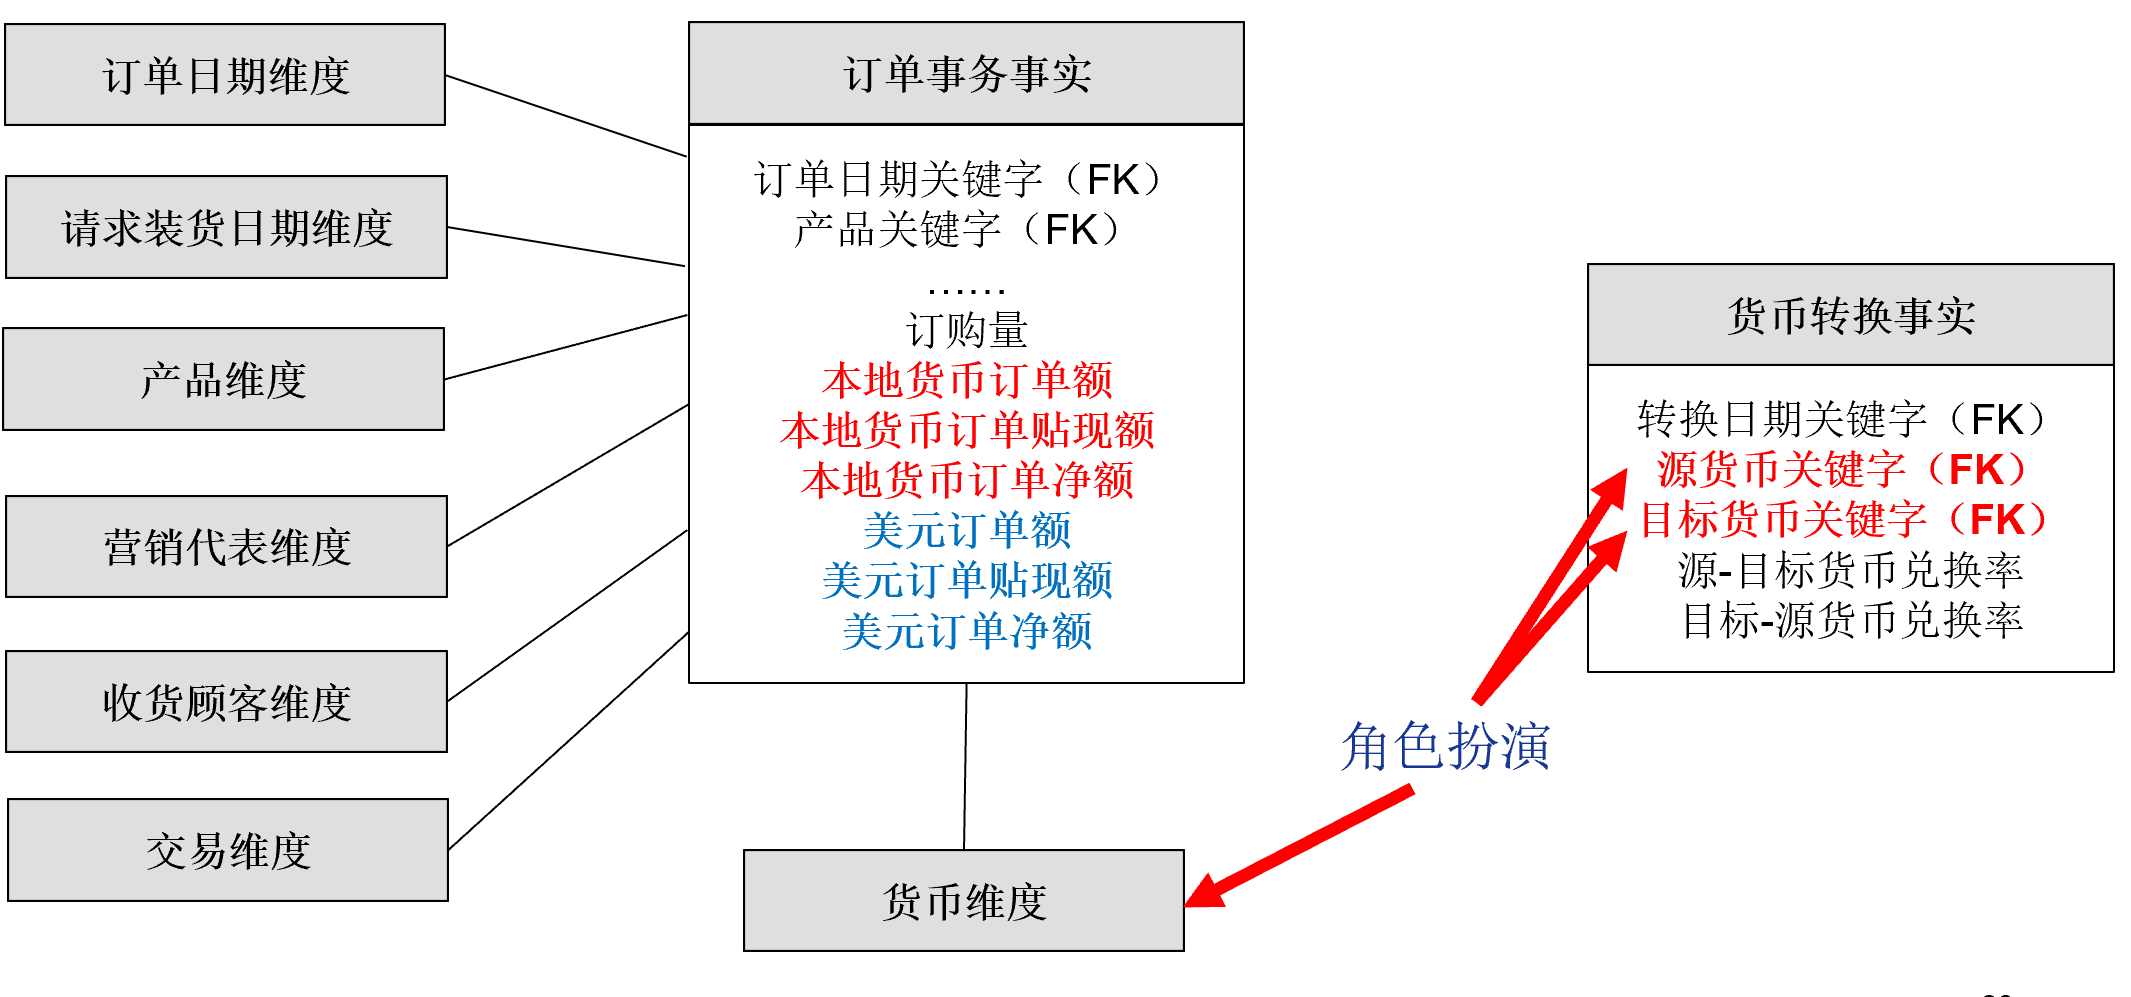 订单日期维度
请求装货日期维度
产品维度
营销代表维度
收货顾客维度
交易维度
订单事务事实
订单日期关键字（FK）
产品关键字（FK）
……
订购量
本地货币订单额
本地货币订单贴现额
本地货币订单净额
美元订单额
美元订单贴现额
美元订单净额
货币维度
角色扮演
货币转换事实
转换日期关键字（FK）
源货币关键字（FK）
目标货币关键字（FK）
源-目标货币兑换率
目标-源货币兑换率